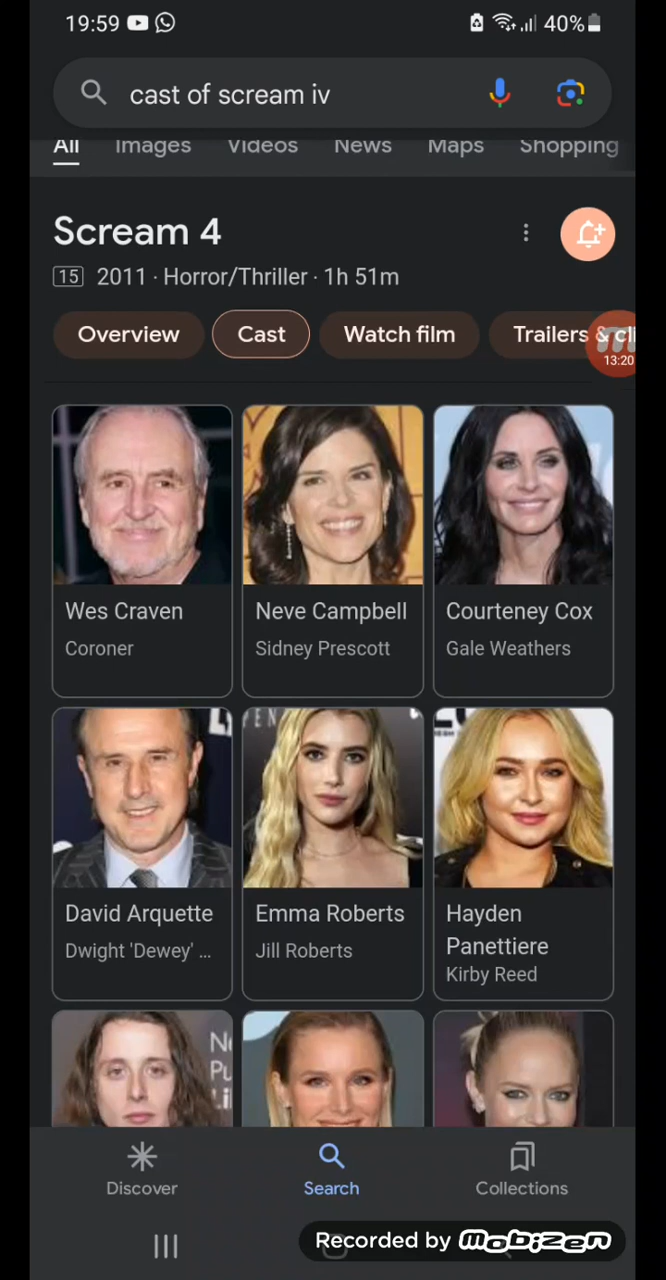 19:59 40%
cast of scream iv
All Images Videos News Maps Shopping
Scream 4
15 2011 · Horror/Thriller · 1h 51m
Overview Cast Watch film Trailers & cli
13:20
Wes Craven Neve Campbell Courteney Cox
Coroner Sidney Prescott Gale Weathers
David Arquette Emma Roberts Hayden
Panettiere
Dwight 'Dewey' ... Jill Roberts Kirby Reed
Discover Search Collections
Recorded by mobizen